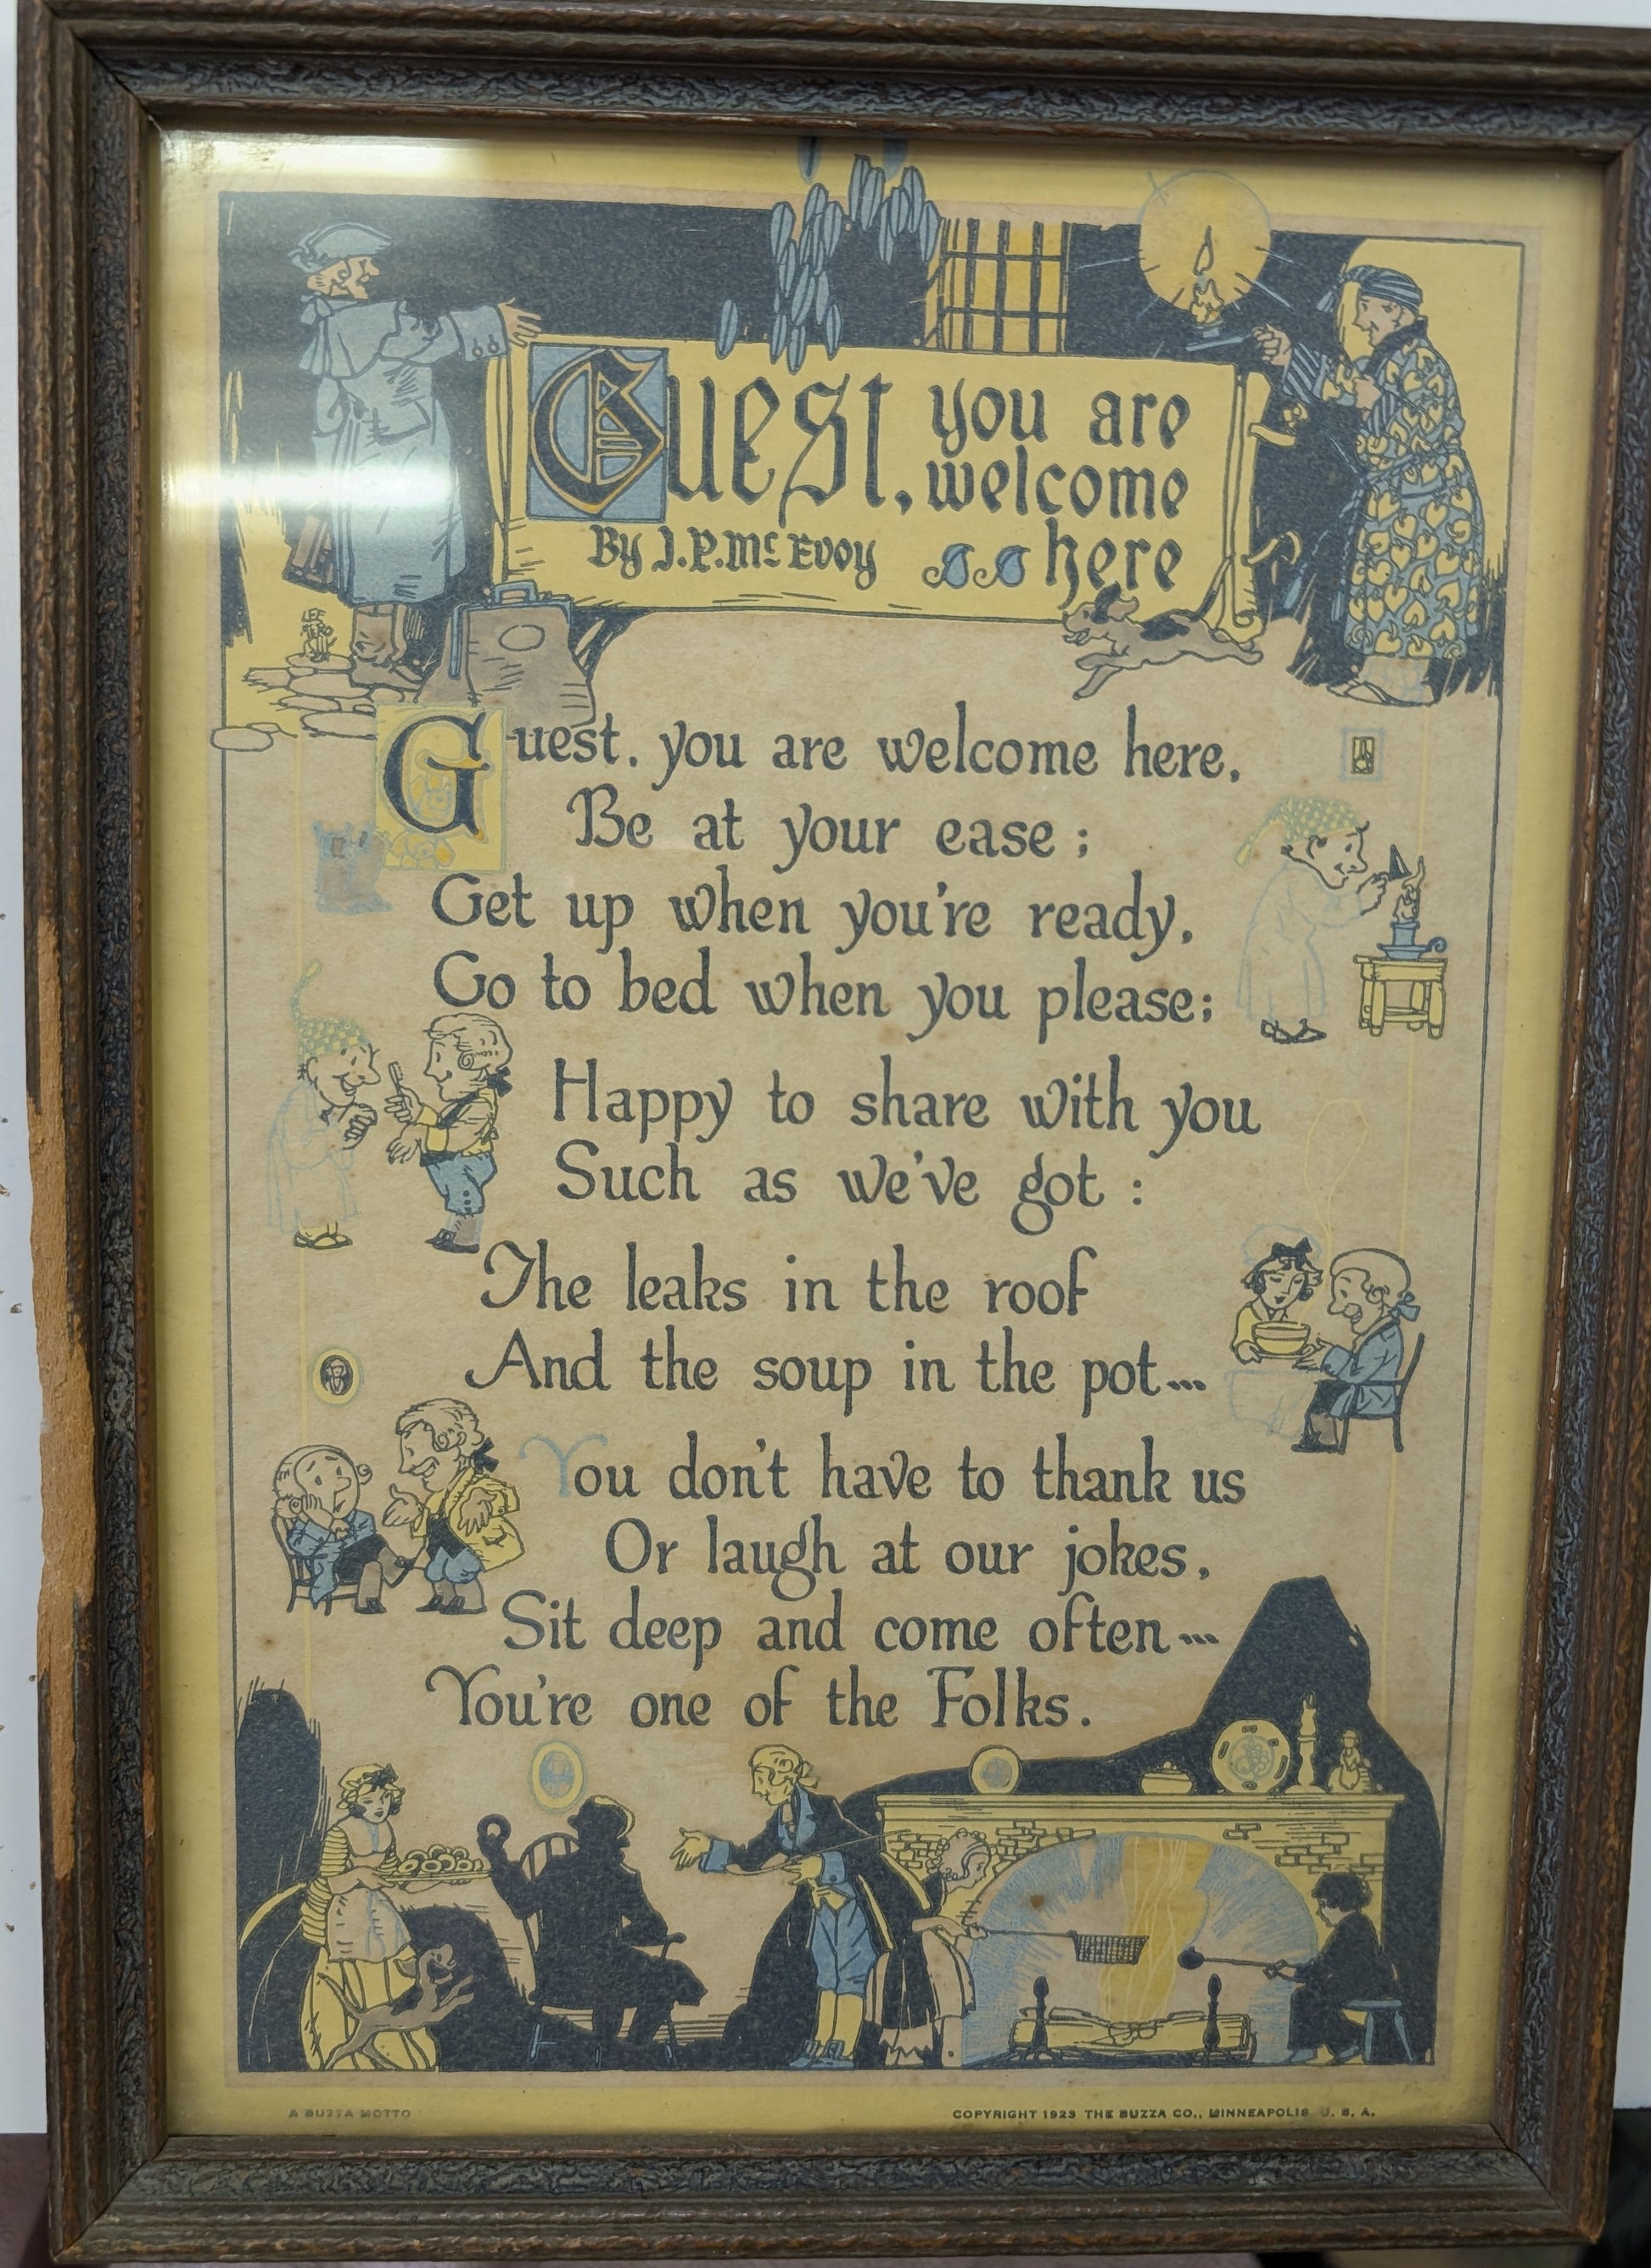 Guest, you are
welcome
By J.P. McEvoy here
LEE
MERO
Guest, you are welcome here,
Be at your ease;
Get up when you're ready,
Go to bed when you please;
Happy to share with you
Such as we've got:
The leaks in the roof
And the soup in the pot...
You don't have to thank us
Or laugh at our jokes,
Sit deep and come often...
You're one of the Folks.
A BUZZA MOTTO
COPYRIGHT 1923 THE BUZZA CO., MINNEAPOLIS U. S. A.